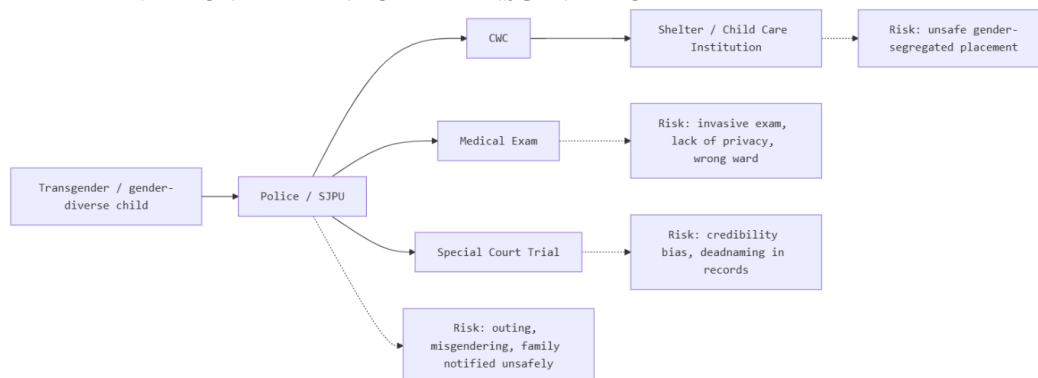 CWC
Shelter / Child Care
Institution
Risk: unsafe gender-
segregated placement
Medical Exam
Risk: invasive exam,
lack of privacy,
wrong ward
Transgender / gender-
diverse child
Police / SJPU
Special Court Trial
Risk: credibility
bias, deadnaming in
records
Risk: outing,
misgendering, family
notified unsafely